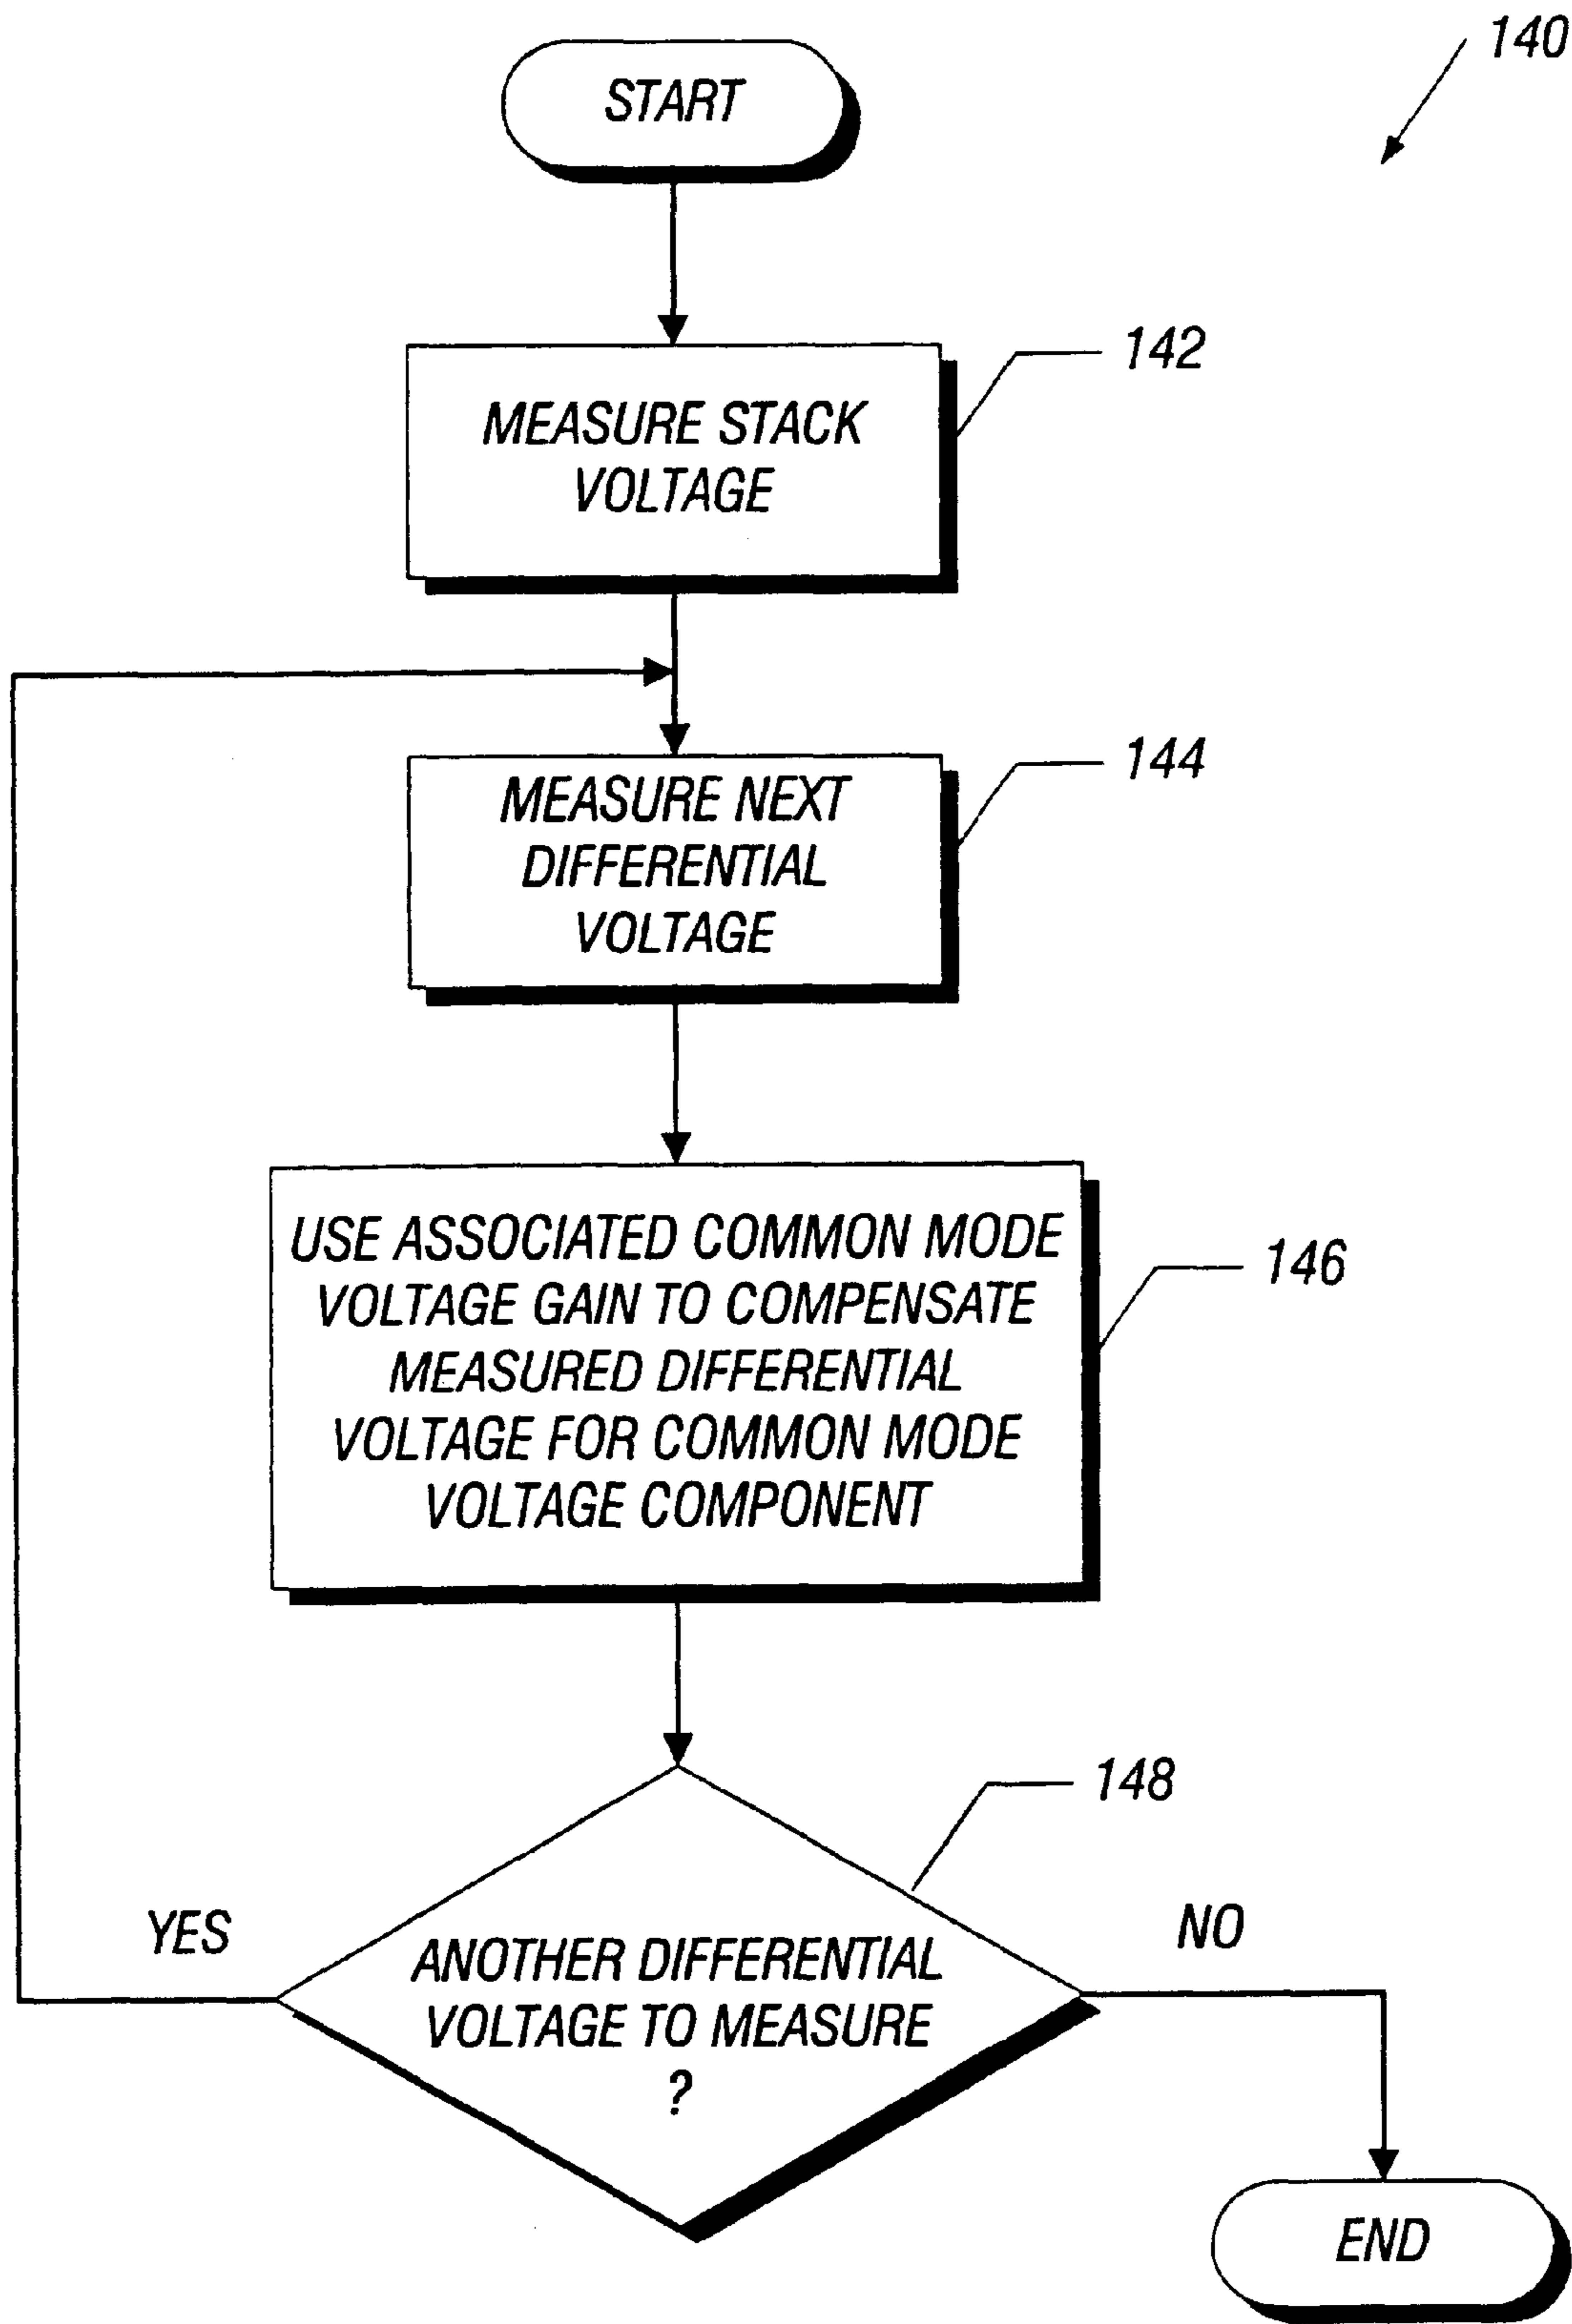 140
START
142
MEASURE STACK
VOLTAGE
144
MEASURE NEXT
DIFFERENTIAL
VOLTAGE
146
USE ASSOCIATED COMMON MODE
VOLTAGE GAIN TO COMPENSATE
MEASURED DIFFERENTIAL
VOLTAGE FOR COMMON MODE
VOLTAGE COMPONENT
148
YES
NO
ANOTHER DIFFERENTIAL
VOLTAGE TO MEASURE
?
END